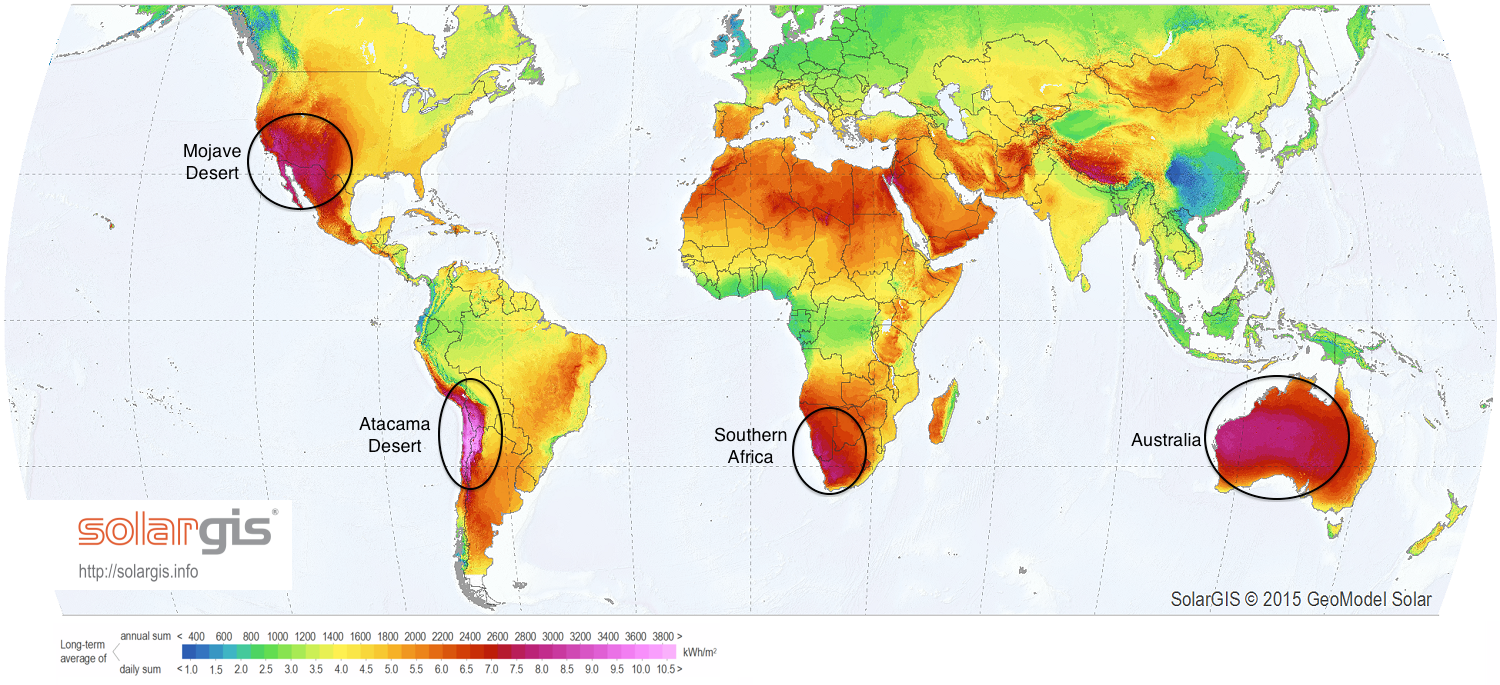 Mojave
Desert
Atacama
Desert
Southern
Africa
Australia
solargis®
http://solargis.info
SolarGIS © 2015 GeoModel Solar
annual sum < 400 600 800 1000 1200 1400 1600 1800 2000 2200 2400 2600 2800 3000 3200 3400 3600 3800 >
Long-term
average of
kWh/m²
daily sum < 1.0 1.5 2.0 2.5 3.0 3.5 4.0 4.5 5.0 5.5 6.0 6.5 7.0 7.5 8.0 8.5 9.0 9.5 10.0 10.5 >